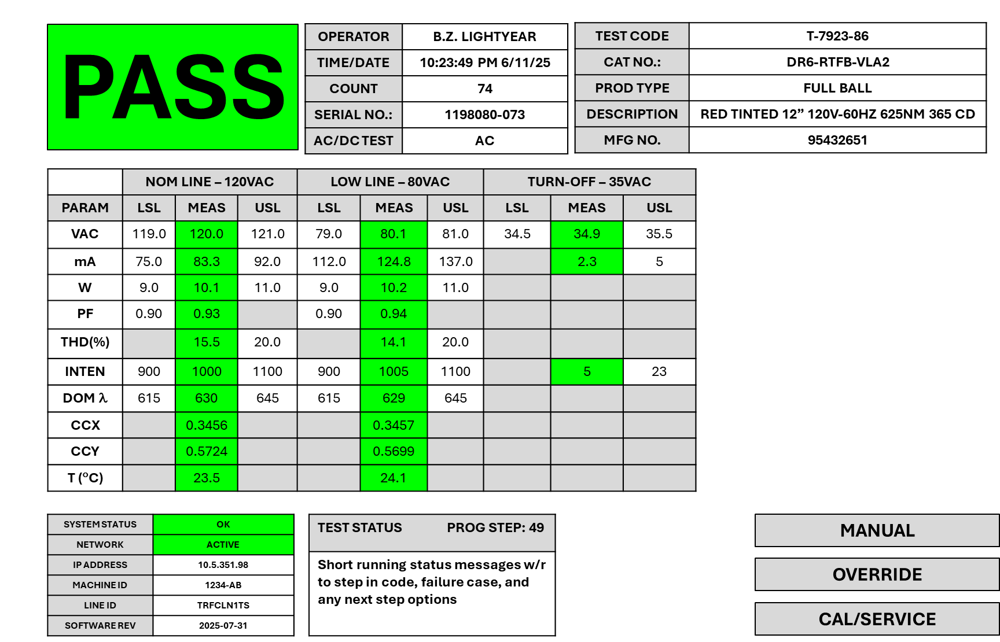 PASS
OPERATOR B.Z. LIGHTYEAR
TIME/DATE 10:23:49 PM 6/11/25
COUNT 74
SERIAL NO.: 1198080-073
AC/DC TEST AC
TEST CODE T-7923-86
CAT NO.: DR6-RTFB-VLA2
PROD TYPE FULL BALL
DESCRIPTION RED TINTED 12” 120V-60HZ 625NM 365 CD
MFG NO. 95432651
NOM LINE – 120VAC LOW LINE – 80VAC TURN-OFF – 35VAC
PARAM LSL MEAS USL LSL MEAS USL LSL MEAS USL
VAC 119.0 120.0 121.0 79.0 80.1 81.0 34.5 34.9 35.5
mA 75.0 83.3 92.0 112.0 124.8 137.0 2.3 5
W 9.0 10.1 11.0 9.0 10.2 11.0
PF 0.90 0.93 0.90 0.94
THD(%) 15.5 20.0 14.1 20.0
INTEN 900 1000 1100 900 1005 1100 5 23
DOM λ 615 630 645 615 629 645
CCX 0.3456 0.3457
CCY 0.5724 0.5699
T (°C) 23.5 24.1
SYSTEM STATUS OK
NETWORK ACTIVE
IP ADDRESS 10.5.351.98
MACHINE ID 1234-AB
LINE ID TRFCLN1TS
SOFTWARE REV 2025-07-31
TEST STATUS PROG STEP: 49
Short running status messages w/r
to step in code, failure case, and
any next step options
MANUAL
OVERRIDE
CAL/SERVICE